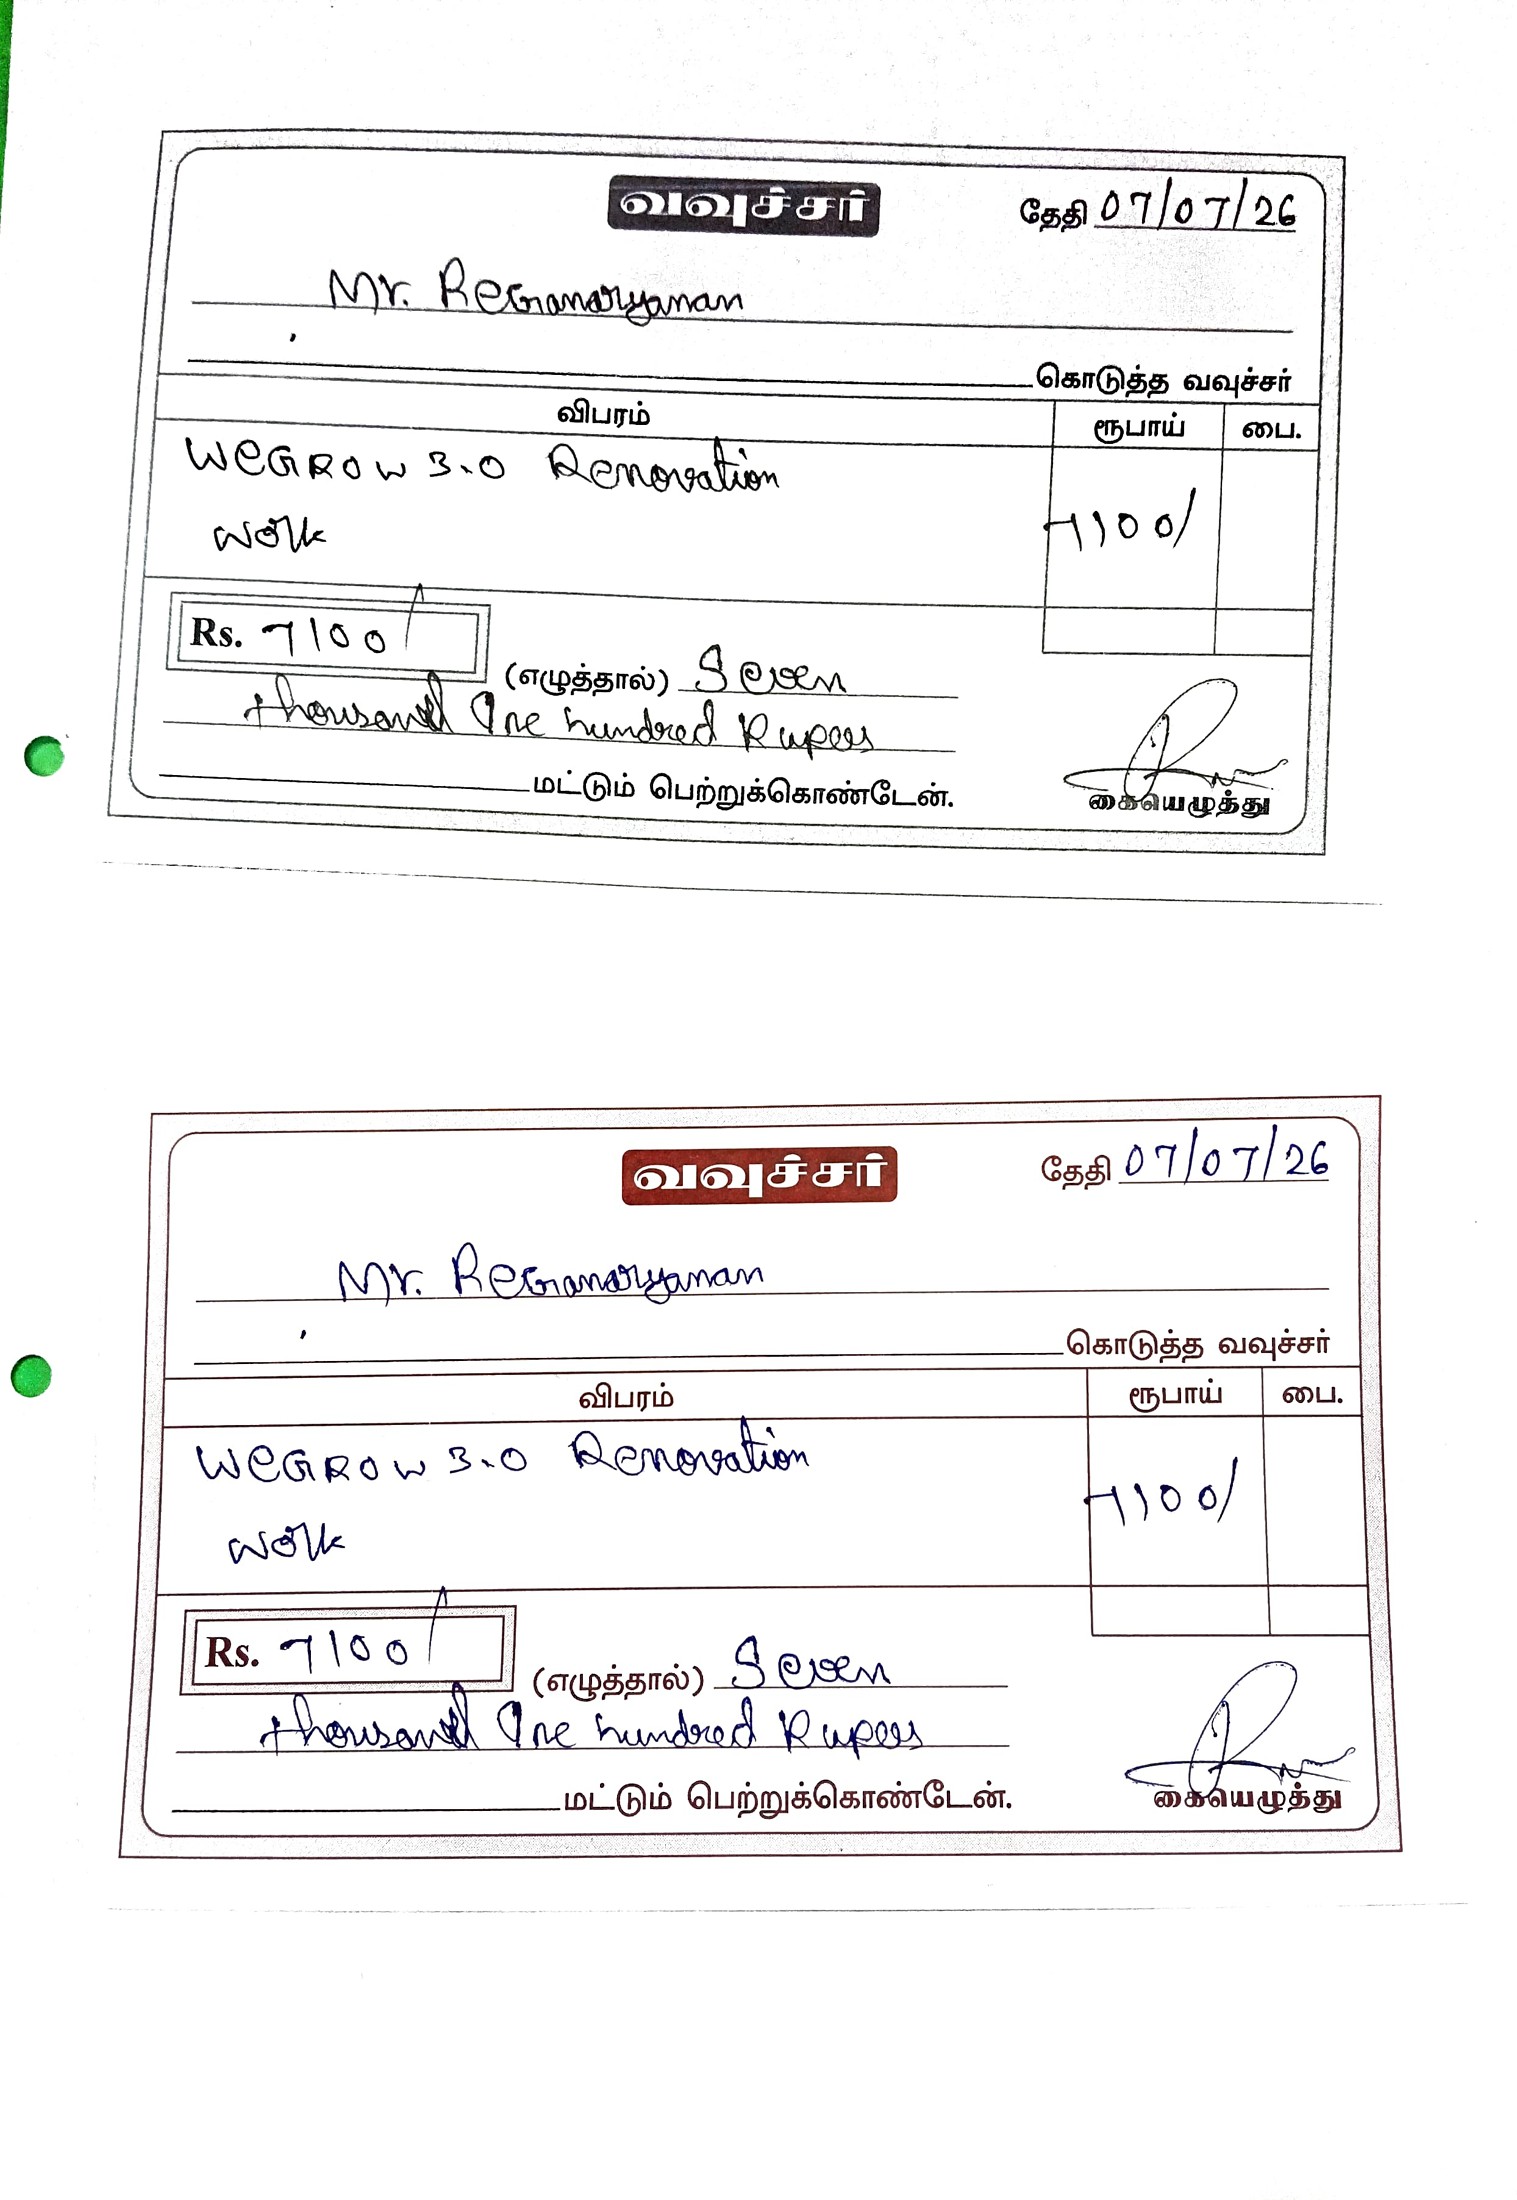 வவுச்சர்
தேதி 07/07/26
Mr. ReGanaryanan
கொடுத்த வவுச்சர்
விபரம் ரூபாய் பை.
WeGROW 3.0 Renovation
work 7100/
Rs. 7100/ (எழுத்தால்) Seven
thousand One hundred Rupees
மட்டும் பெற்றுக்கொண்டேன். கையெழுத்து
வவுச்சர்
தேதி 07/07/26
Mr. ReGanaryanan
கொடுத்த வவுச்சர்
விபரம் ரூபாய் பை.
WeGROW 3.0 Renovation
work 7100/
Rs. 7100/ (எழுத்தால்) Seven
thousand One hundred Rupees
மட்டும் பெற்றுக்கொண்டேன். கையெழுத்து